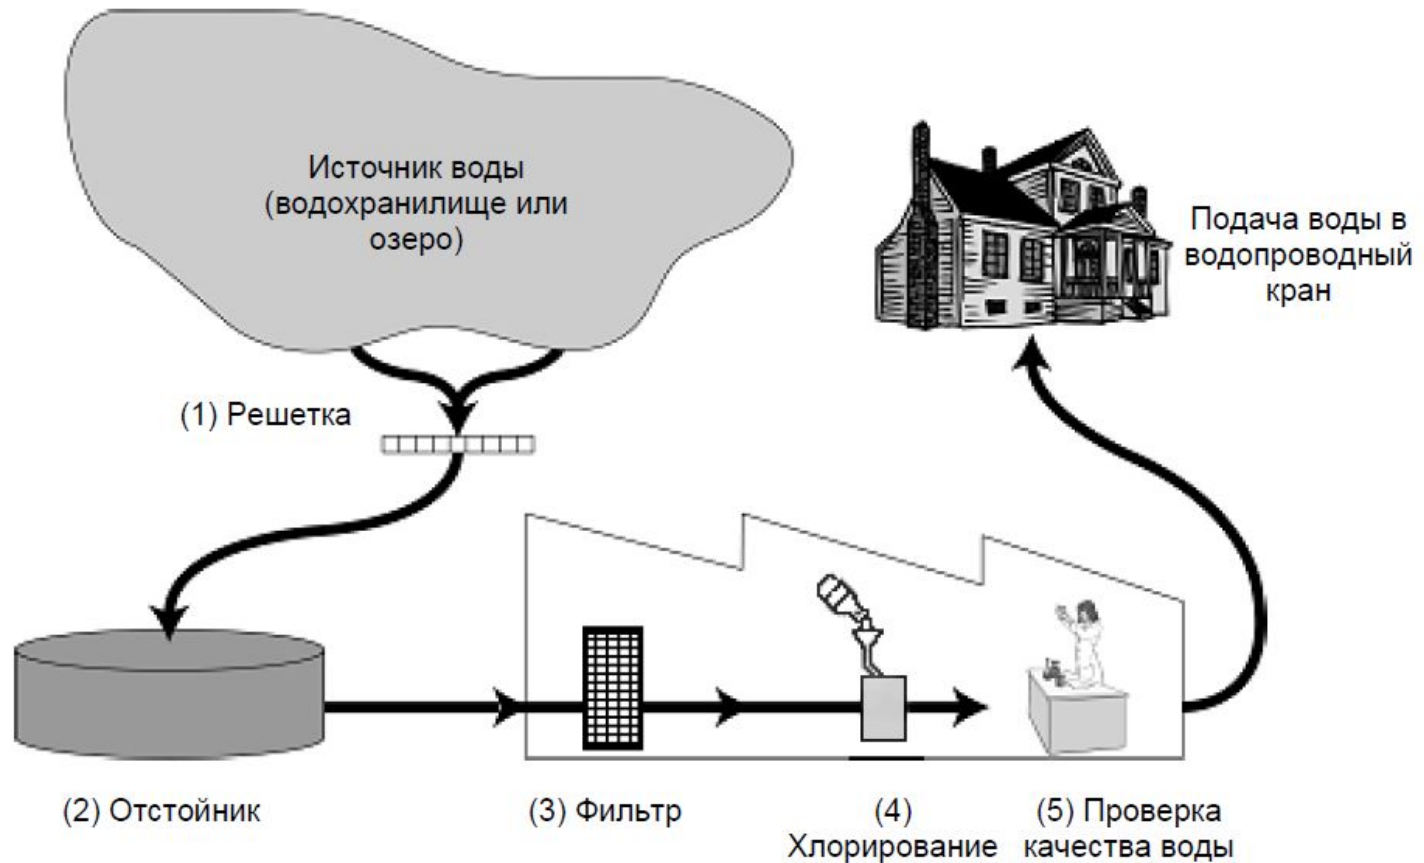 Источник воды
(водохранилище или
озеро)
Подача воды в
водопроводный
кран
(1) Решетка
(2) Отстойник
(3) Фильтр
(4)
Хлорирование
(5) Проверка
качества воды